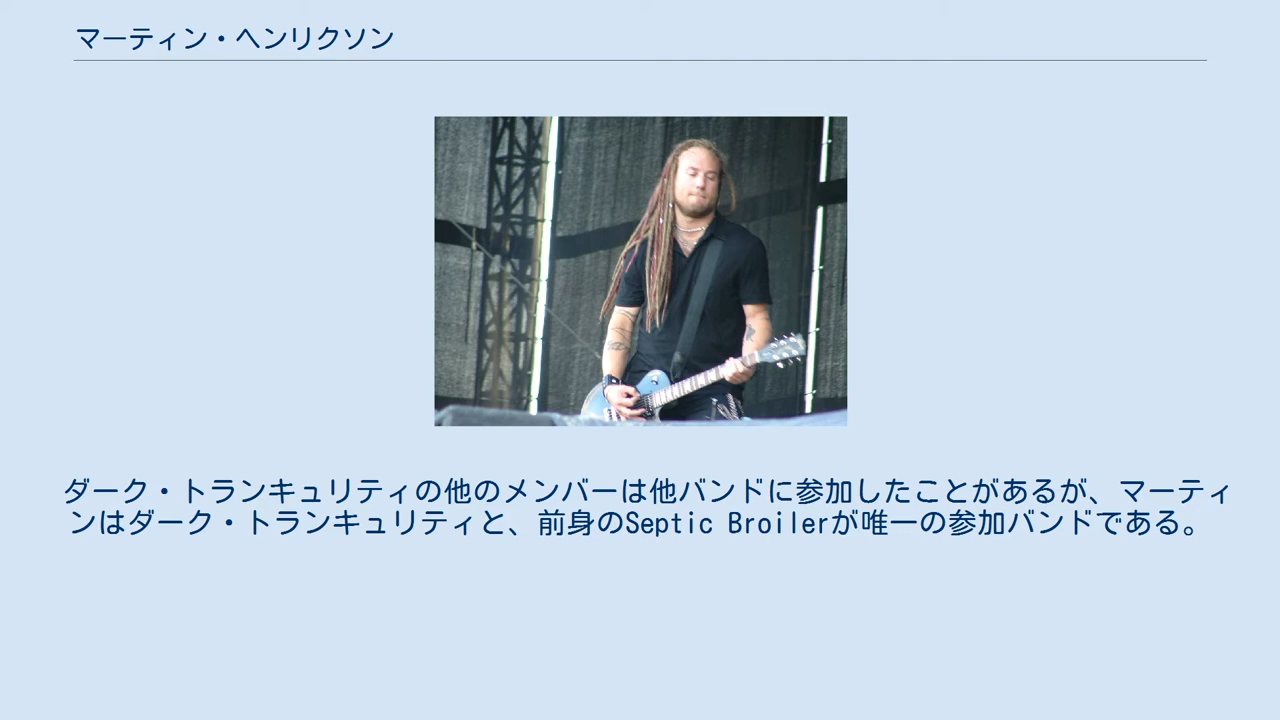 マーティン・ヘンリクソン
ダーク・トランキュリティの他のメンバーは他バンドに参加したことがあるが、マーティ
ンはダーク・トランキュリティと、前身のSeptic Broilerが唯一の参加バンドである。